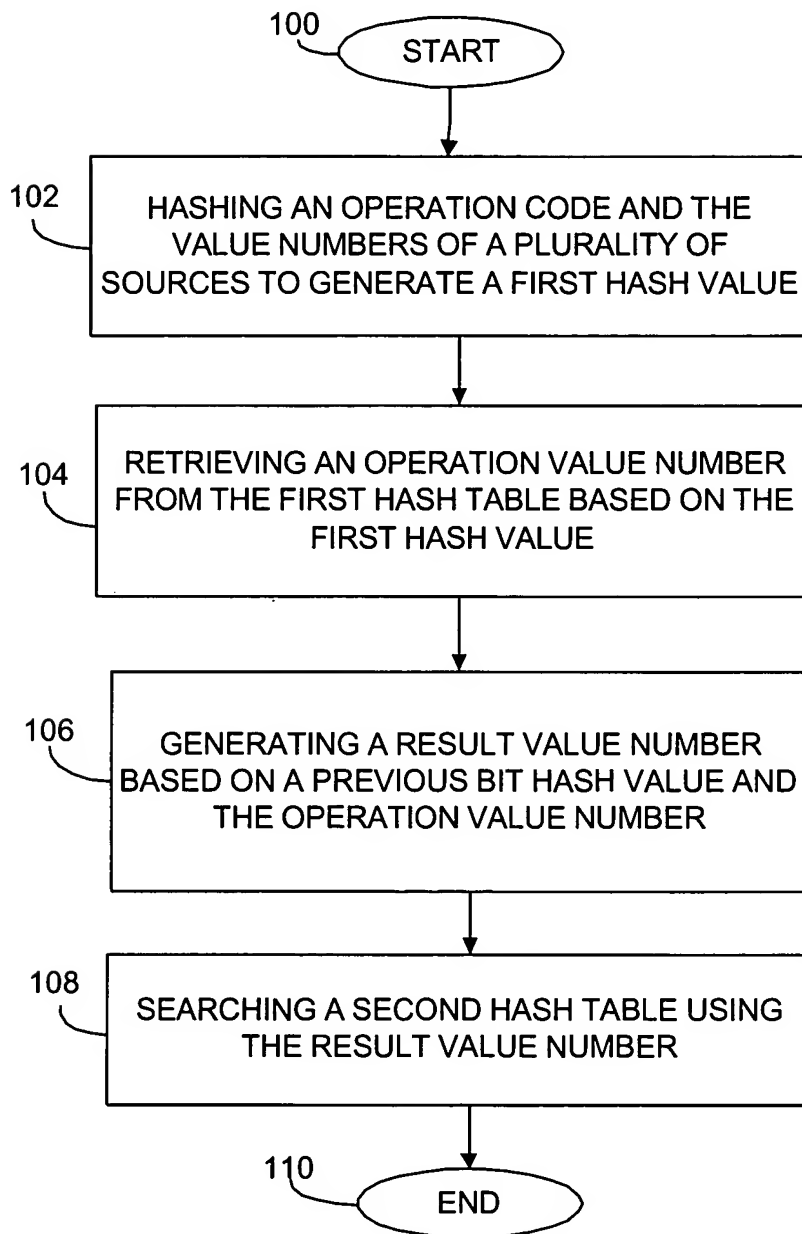 100
START
102
HASHING AN OPERATION CODE AND THE
VALUE NUMBERS OF A PLURALITY OF
SOURCES TO GENERATE A FIRST HASH VALUE
104
RETRIEVING AN OPERATION VALUE NUMBER
FROM THE FIRST HASH TABLE BASED ON THE
FIRST HASH VALUE
106
GENERATING A RESULT VALUE NUMBER
BASED ON A PREVIOUS BIT HASH VALUE AND
THE OPERATION VALUE NUMBER
108
SEARCHING A SECOND HASH TABLE USING
THE RESULT VALUE NUMBER
110
END